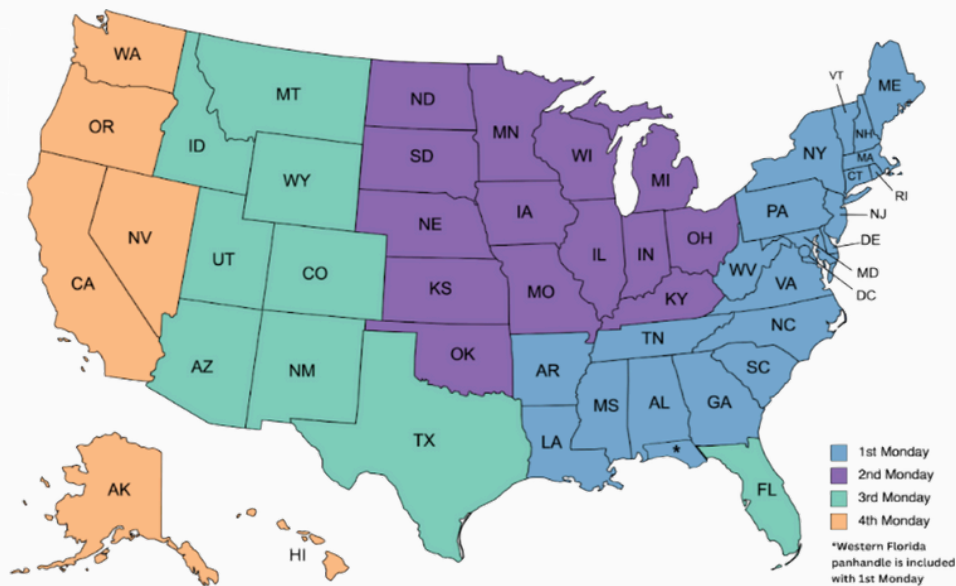 WA
OR
CA
NV
ID
MT
WY
UT
CO
AZ
NM
TX
ND
SD
NE
KS
OK
MN
IA
MO
WI
IL
MI
IN
OH
KY
AR
LA
MS
AL
GA
TN
SC
NC
VA
WV
PA
NY
VT
NH
ME
MA
CT
RI
NJ
DE
MD
DC
*
FL
AK
HI
1st Monday
2nd Monday
3rd Monday
4th Monday
*Western Florida
panhandle is included
with 1st Monday